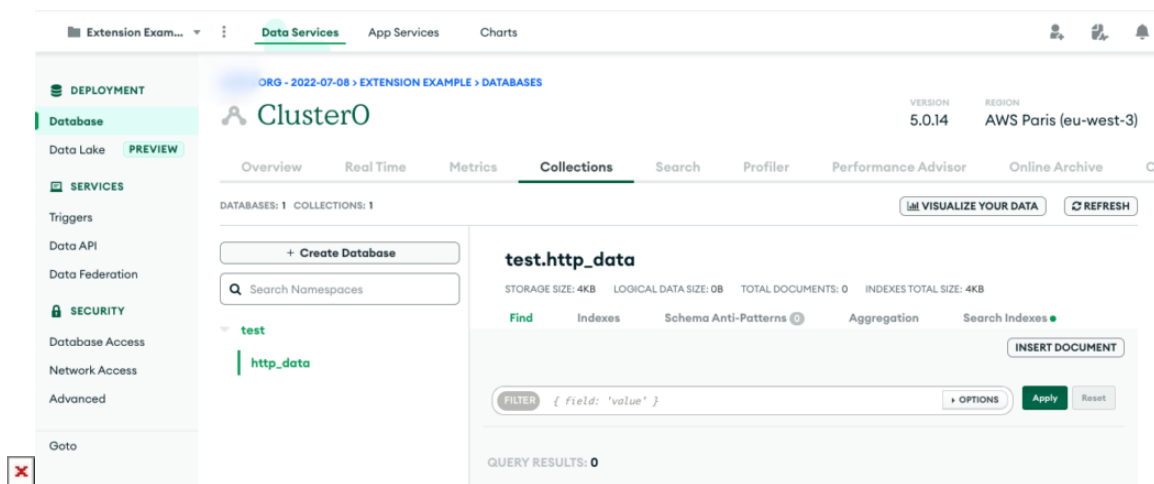 Extension Exam... Data Services App Services Charts
ORG - 2022-07-08 > EXTENSION EXAMPLE > DATABASES
Cluster0
VERSION
5.0.14
REGION
AWS Paris (eu-west-3)
DEPLOYMENT
Database
Data Lake PREVIEW
SERVICES
Triggers
Data API
Data Federation
SECURITY
Database Access
Network Access
Advanced
Goto
Overview Real Time Metrics Collections Search Profiler Performance Advisor Online Archive
DATABASES: 1 COLLECTIONS: 1
VISUALIZE YOUR DATA REFRESH
+ Create Database
Search Namespaces
test
http_data
test.http_data
STORAGE SIZE: 4KB LOGICAL DATA SIZE: 0B TOTAL DOCUMENTS: 0 INDEXES TOTAL SIZE: 4KB
Find Indexes Schema Anti-Patterns 0 Aggregation Search Indexes
INSERT DOCUMENT
FILTER { field: 'value' } OPTIONS Apply Reset
QUERY RESULTS: 0